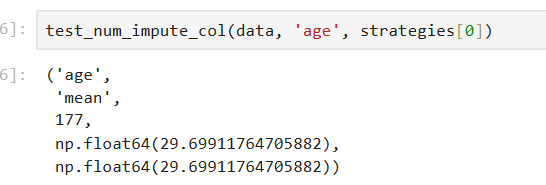 6]: test_num_impute_col(data, 'age', strategies[0])
6]: ('age',
'mean',
177,
np.float64(29.69911764705882),
np.float64(29.69911764705882))